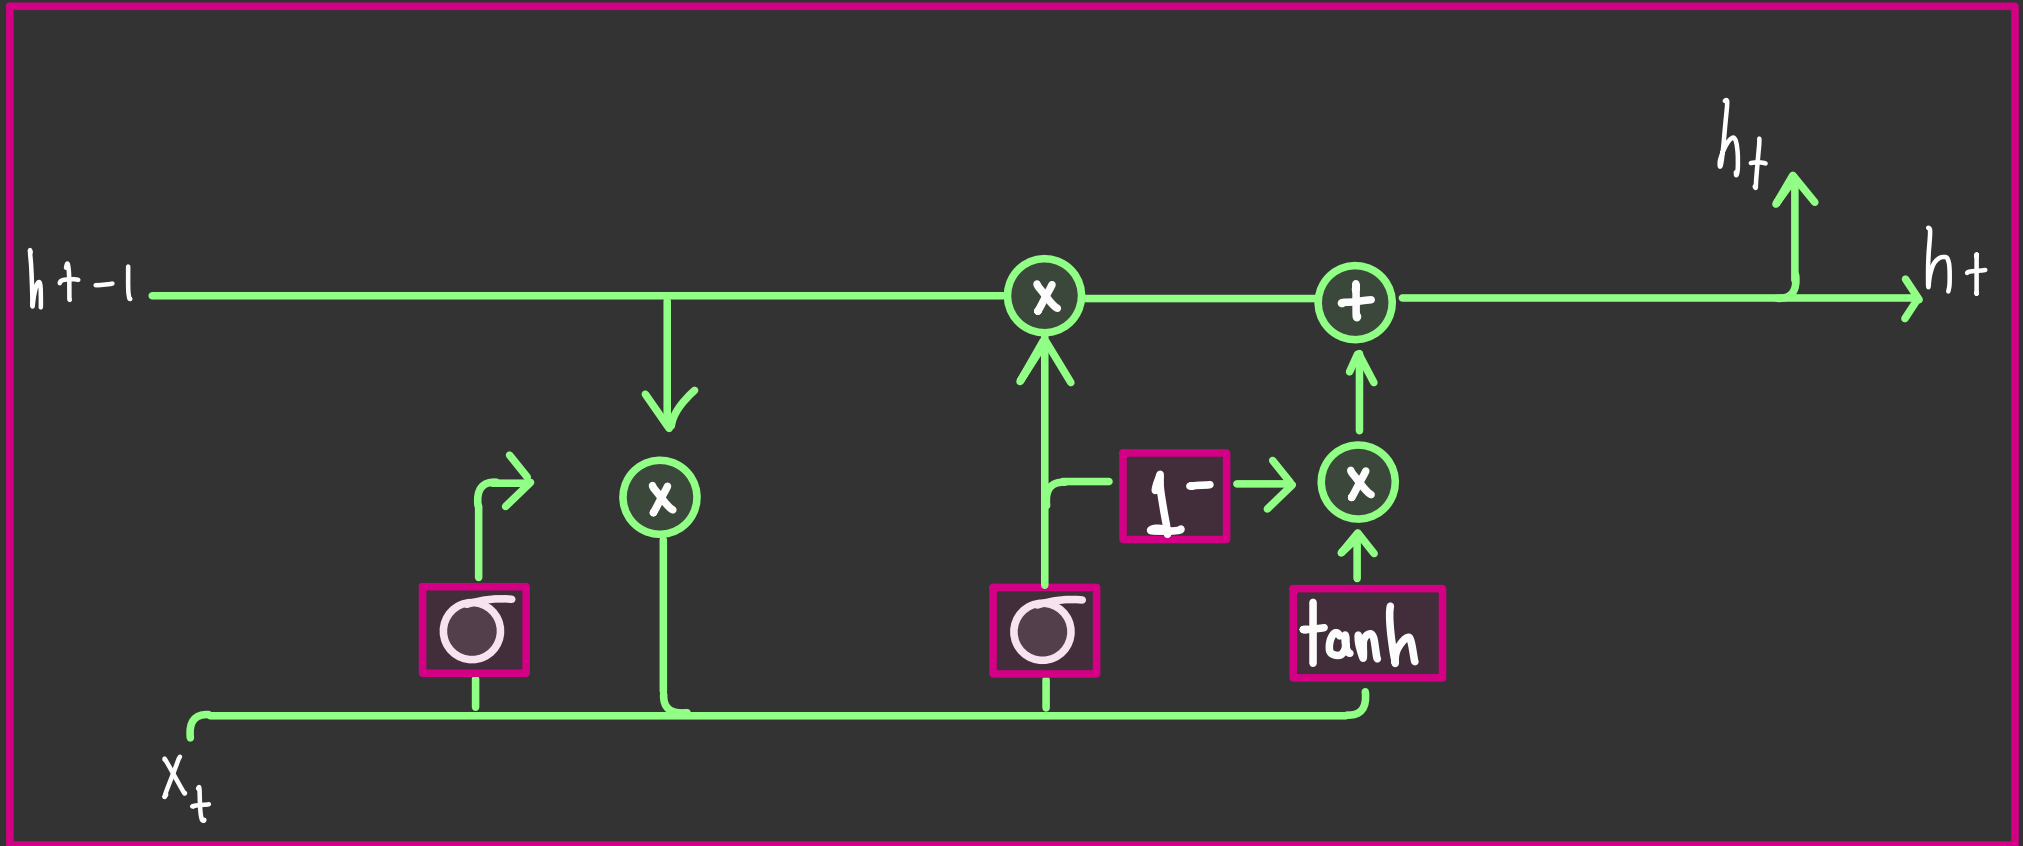 ht
ht-1
x
+
ht
x
1-
x
σ
σ
tanh
xt